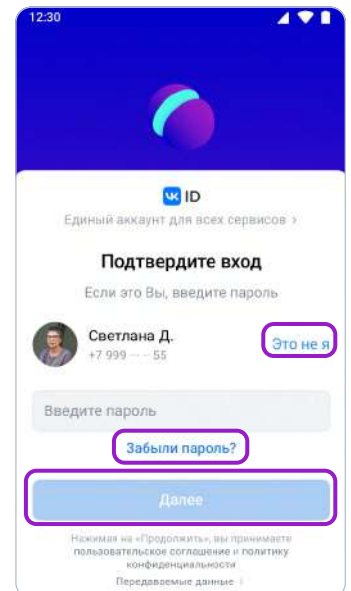 12:30
VK ID
Единый аккаунт для всех сервисов >
Подтвердите вход
Если это Вы, введите пароль
Светлана Д.
+7 999 ··· ·· 55
Это не я
Введите пароль
Забыли пароль?
Далее
Нажимая на «Продолжить», вы принимаете
пользовательское соглашение и политику
конфиденциальности
Передаваемые данные